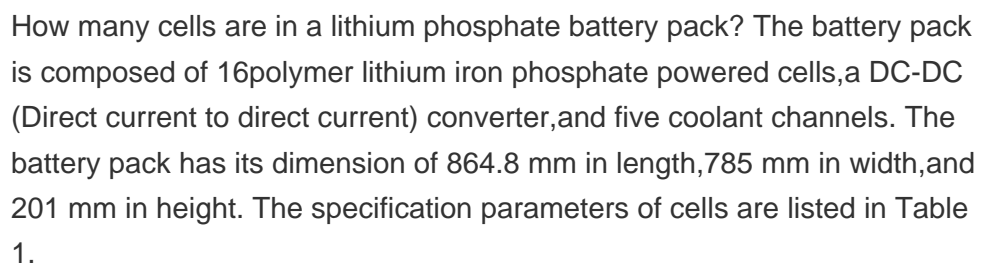 How many cells are in a lithium phosphate battery pack? The battery pack
is composed of 16polymer lithium iron phosphate powered cells,a DC-DC
(Direct current to direct current) converter,and five coolant channels. The
battery pack has its dimension of 864.8 mm in length,785 mm in width,and
201 mm in height. The specification parameters of cells are listed in Table
1.